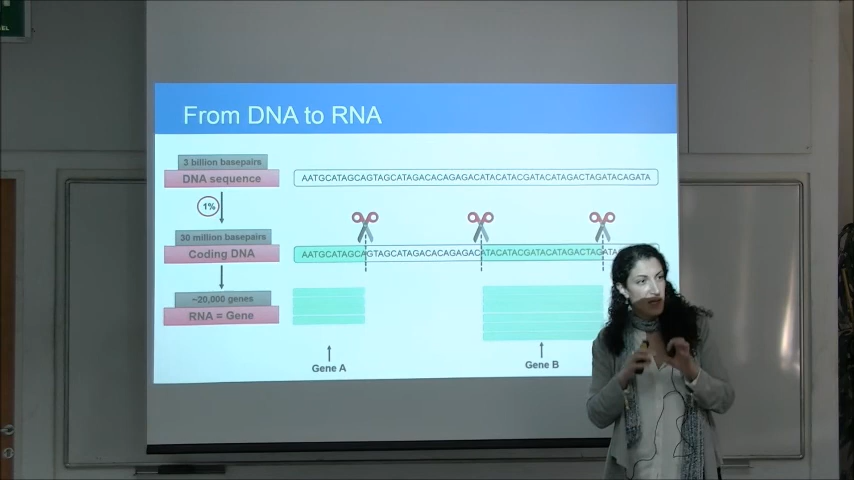 From DNA to RNA
3 billion basepairs
DNA sequence
AATGCATAGCAGTAGCATAGACACAGAGACATACATACGATACATAGACTAGATACAGATA
1%
30 million basepairs
Coding DNA
AATGCATAGCAGTAGCATAGACACAGAGACATACATACGATACATAGACTAGATA
~20,000 genes
RNA = Gene
Gene A
Gene B